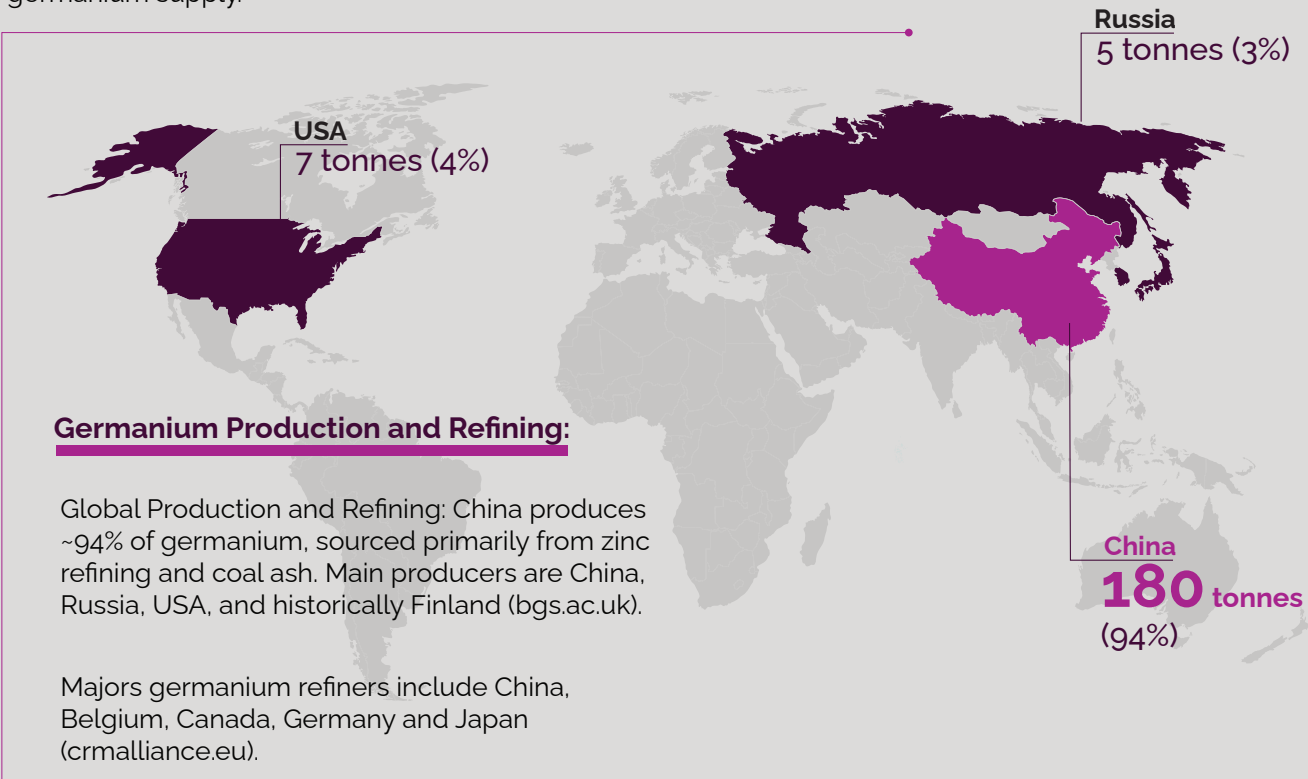 germanium supply.
Russia
5 tonnes (3%)
USA
7 tonnes (4%)
Germanium Production and Refining:
Global Production and Refining: China produces
~94% of germanium, sourced primarily from zinc
refining and coal ash. Main producers are China,
Russia, USA, and historically Finland (bgs.ac.uk).
Majors germanium refiners include China,
Belgium, Canada, Germany and Japan
(crmalliance.eu).
China
180 tonnes
(94%)